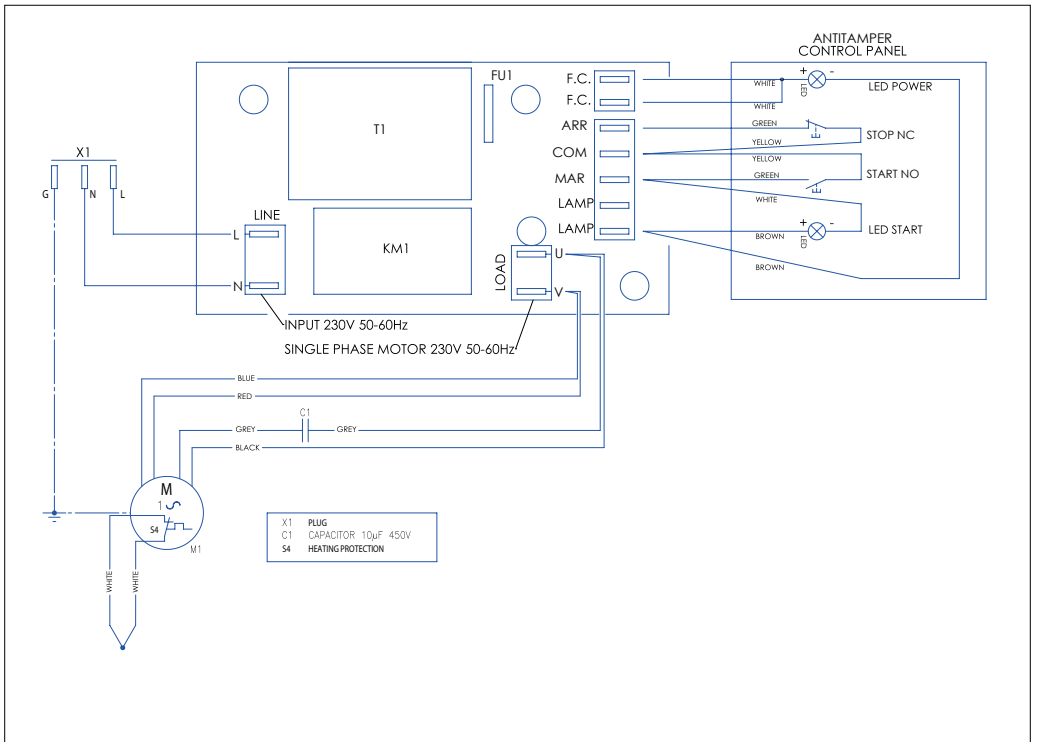 ANTITAMPER
CONTROL PANEL
FU1
F.C.
WHITE
+
-
LED
LED POWER
F.C.
WHITE
T1
ARR
GREEN
STOP NC
YELLOW
X1
COM
YELLOW
MAR
GREEN
START NO
G
N
L
WHITE
LINE
LAMP
+
-
LED
LED START
L
KM1
LAMP
BROWN
LOAD
U
BROWN
N
V
INPUT 230V 50-60Hz
SINGLE PHASE MOTOR 230V 50-60Hz
BLUE
RED
C1
GREY
GREY
BLACK
M
1
S4
M1
X1 PLUG
C1 CAPACITOR 10µF 450V
S4 HEATING PROTECTION
WHITE
WHITE